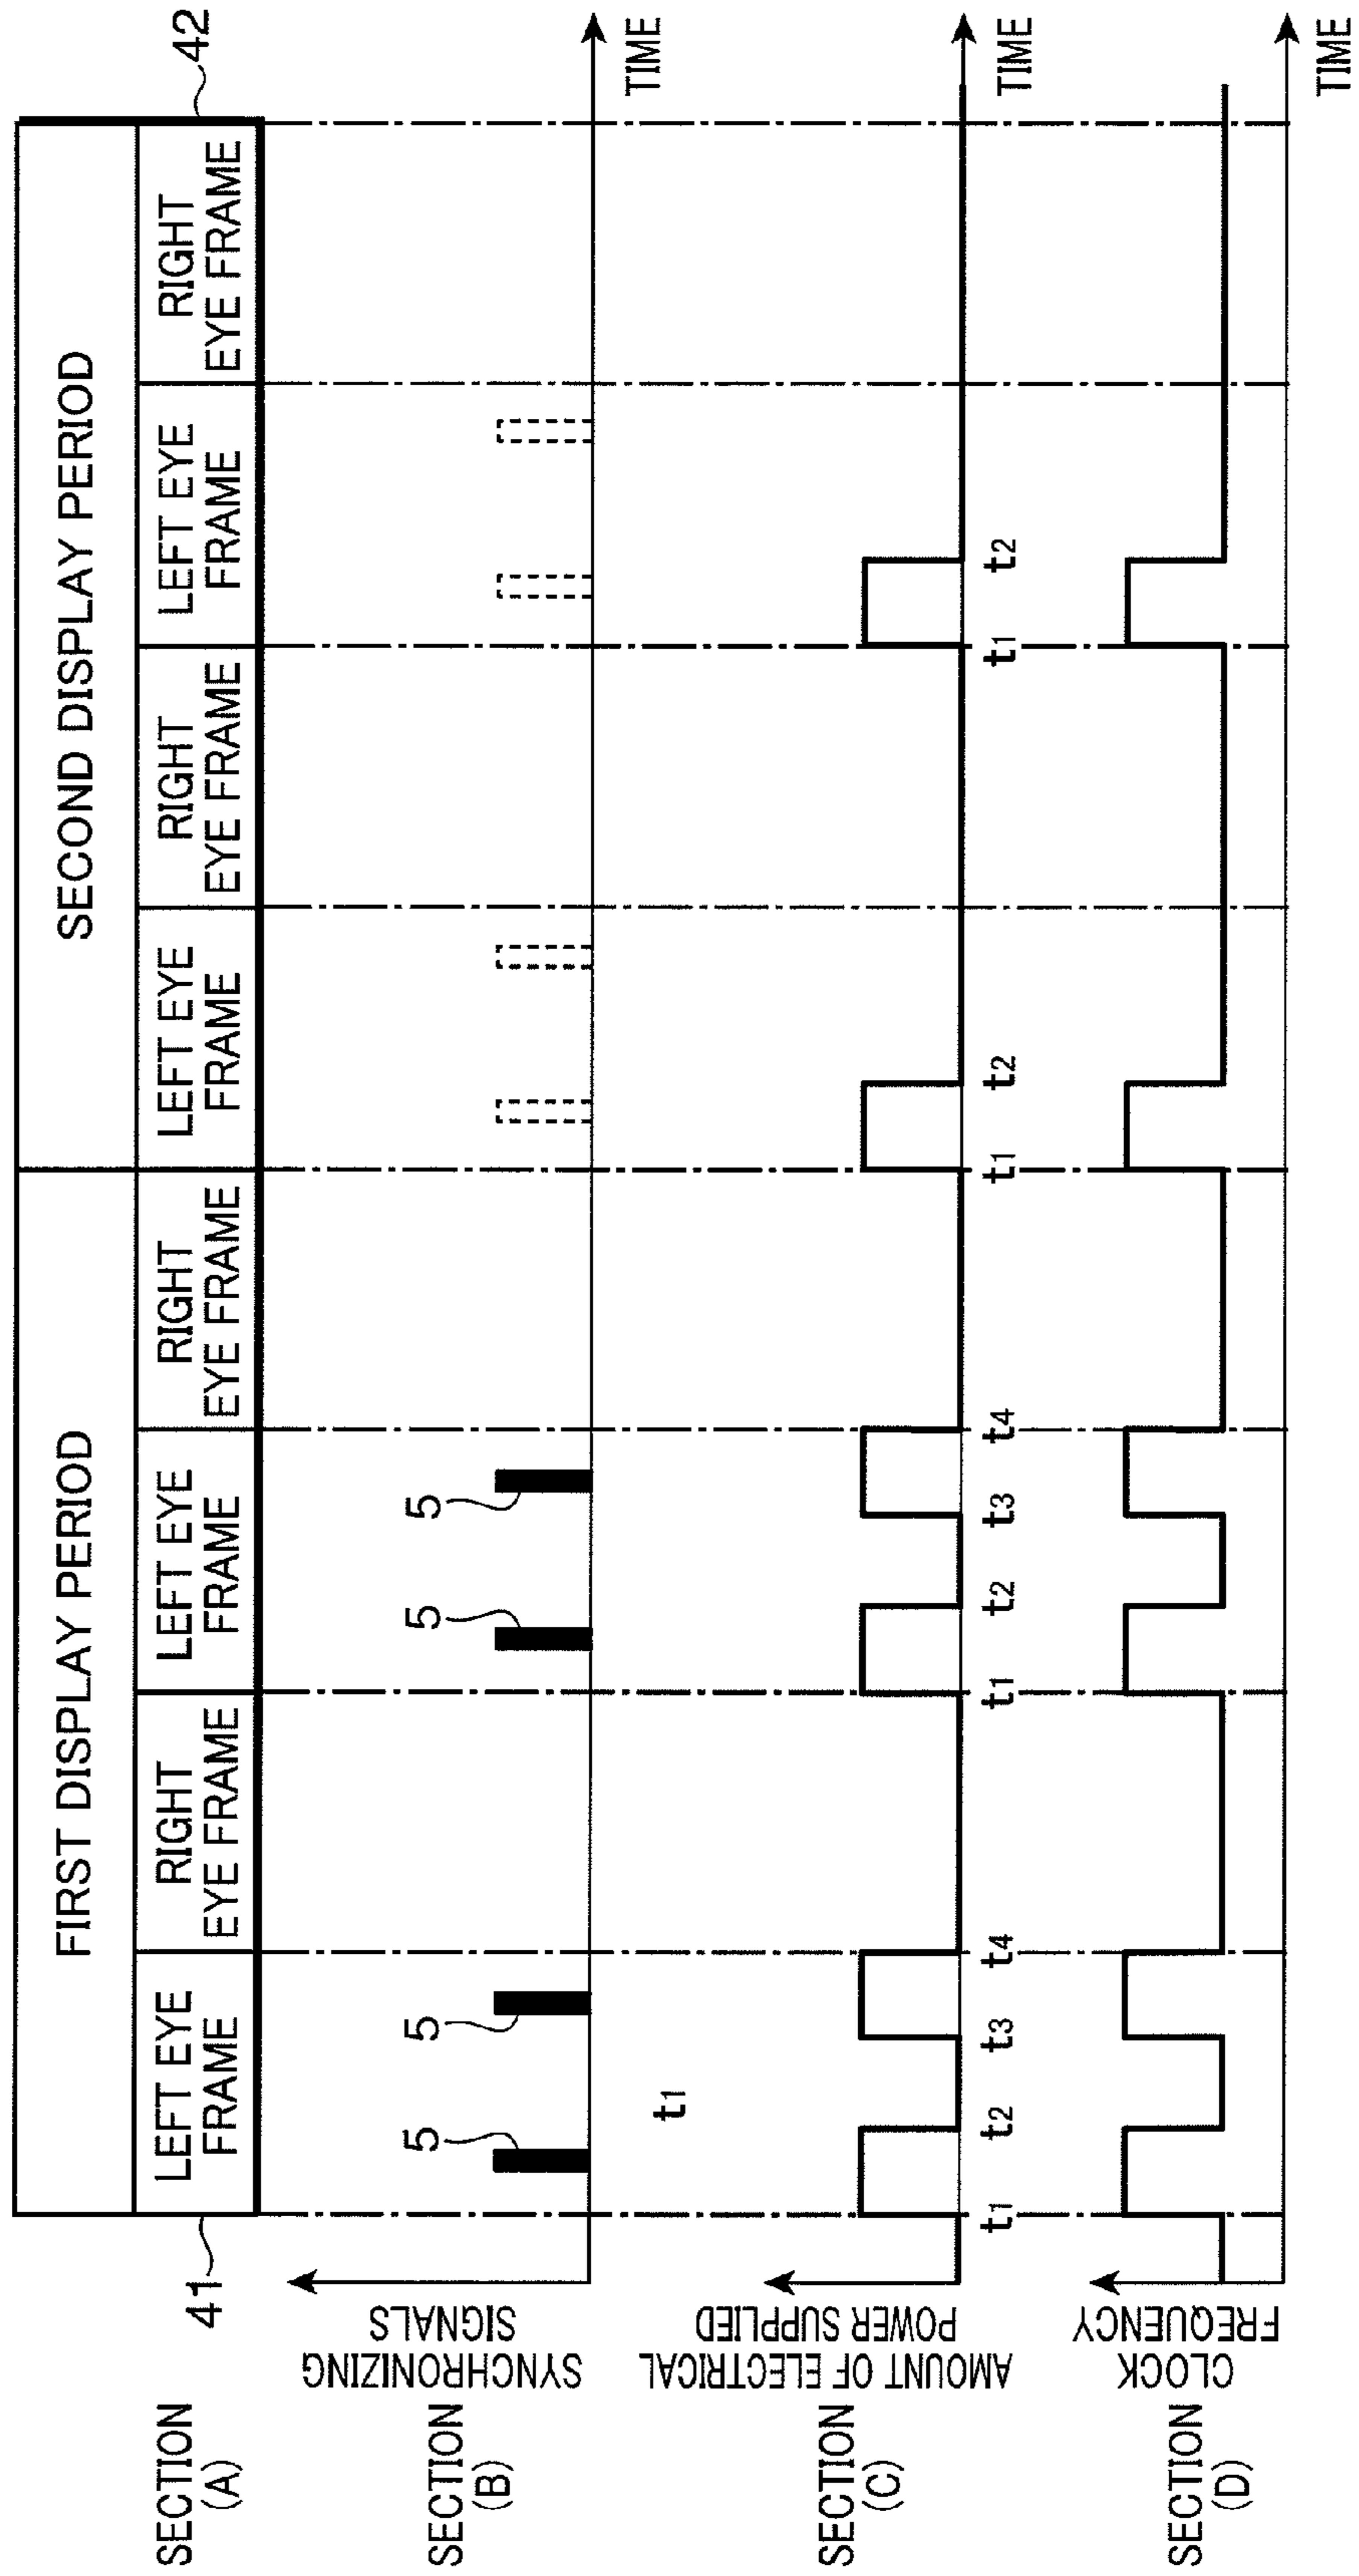 FIRST DISPLAY PERIOD
SECOND DISPLAY PERIOD
SECTION
(A)
41
LEFT EYE
FRAME
RIGHT
EYE FRAME
LEFT EYE
FRAME
RIGHT
EYE FRAME
LEFT EYE
FRAME
RIGHT
EYE FRAME
LEFT EYE
FRAME
RIGHT
EYE FRAME
42
SECTION
(B)
SYNCHRONIZING
SIGNALS
5
5
5
5
TIME
t1
SECTION
(C)
AMOUNT OF ELECTRICAL
POWER SUPPLIED
t1
t2
t3
t4
t1
t2
t3
t4
t1
t2
t1
t2
TIME
SECTION
(D)
CLOCK
FREQUENCY
TIME